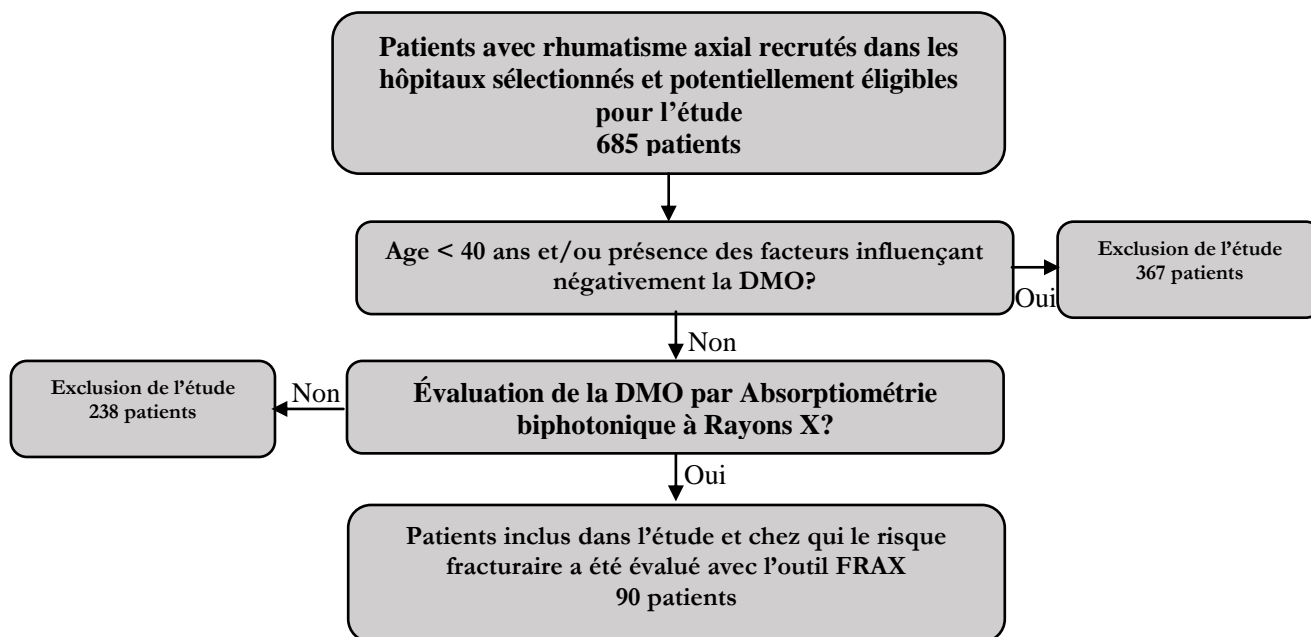 Patients avec rhumatisme axial recrutés dans les
hôpitaux sélectionnés et potentiellement éligibles
pour l'étude
685 patients
Age < 40 ans et/ou présence des facteurs influençant
négativement la DMO?
Exclusion de l'étude
367 patients
Oui
Non
Exclusion de l'étude
238 patients
Non
Évaluation de la DMO par Absorptiométrie
biphotonique à Rayons X?
Oui
Patients inclus dans l'étude et chez qui le risque
fracturaire a été évalué avec l'outil FRAX
90 patients